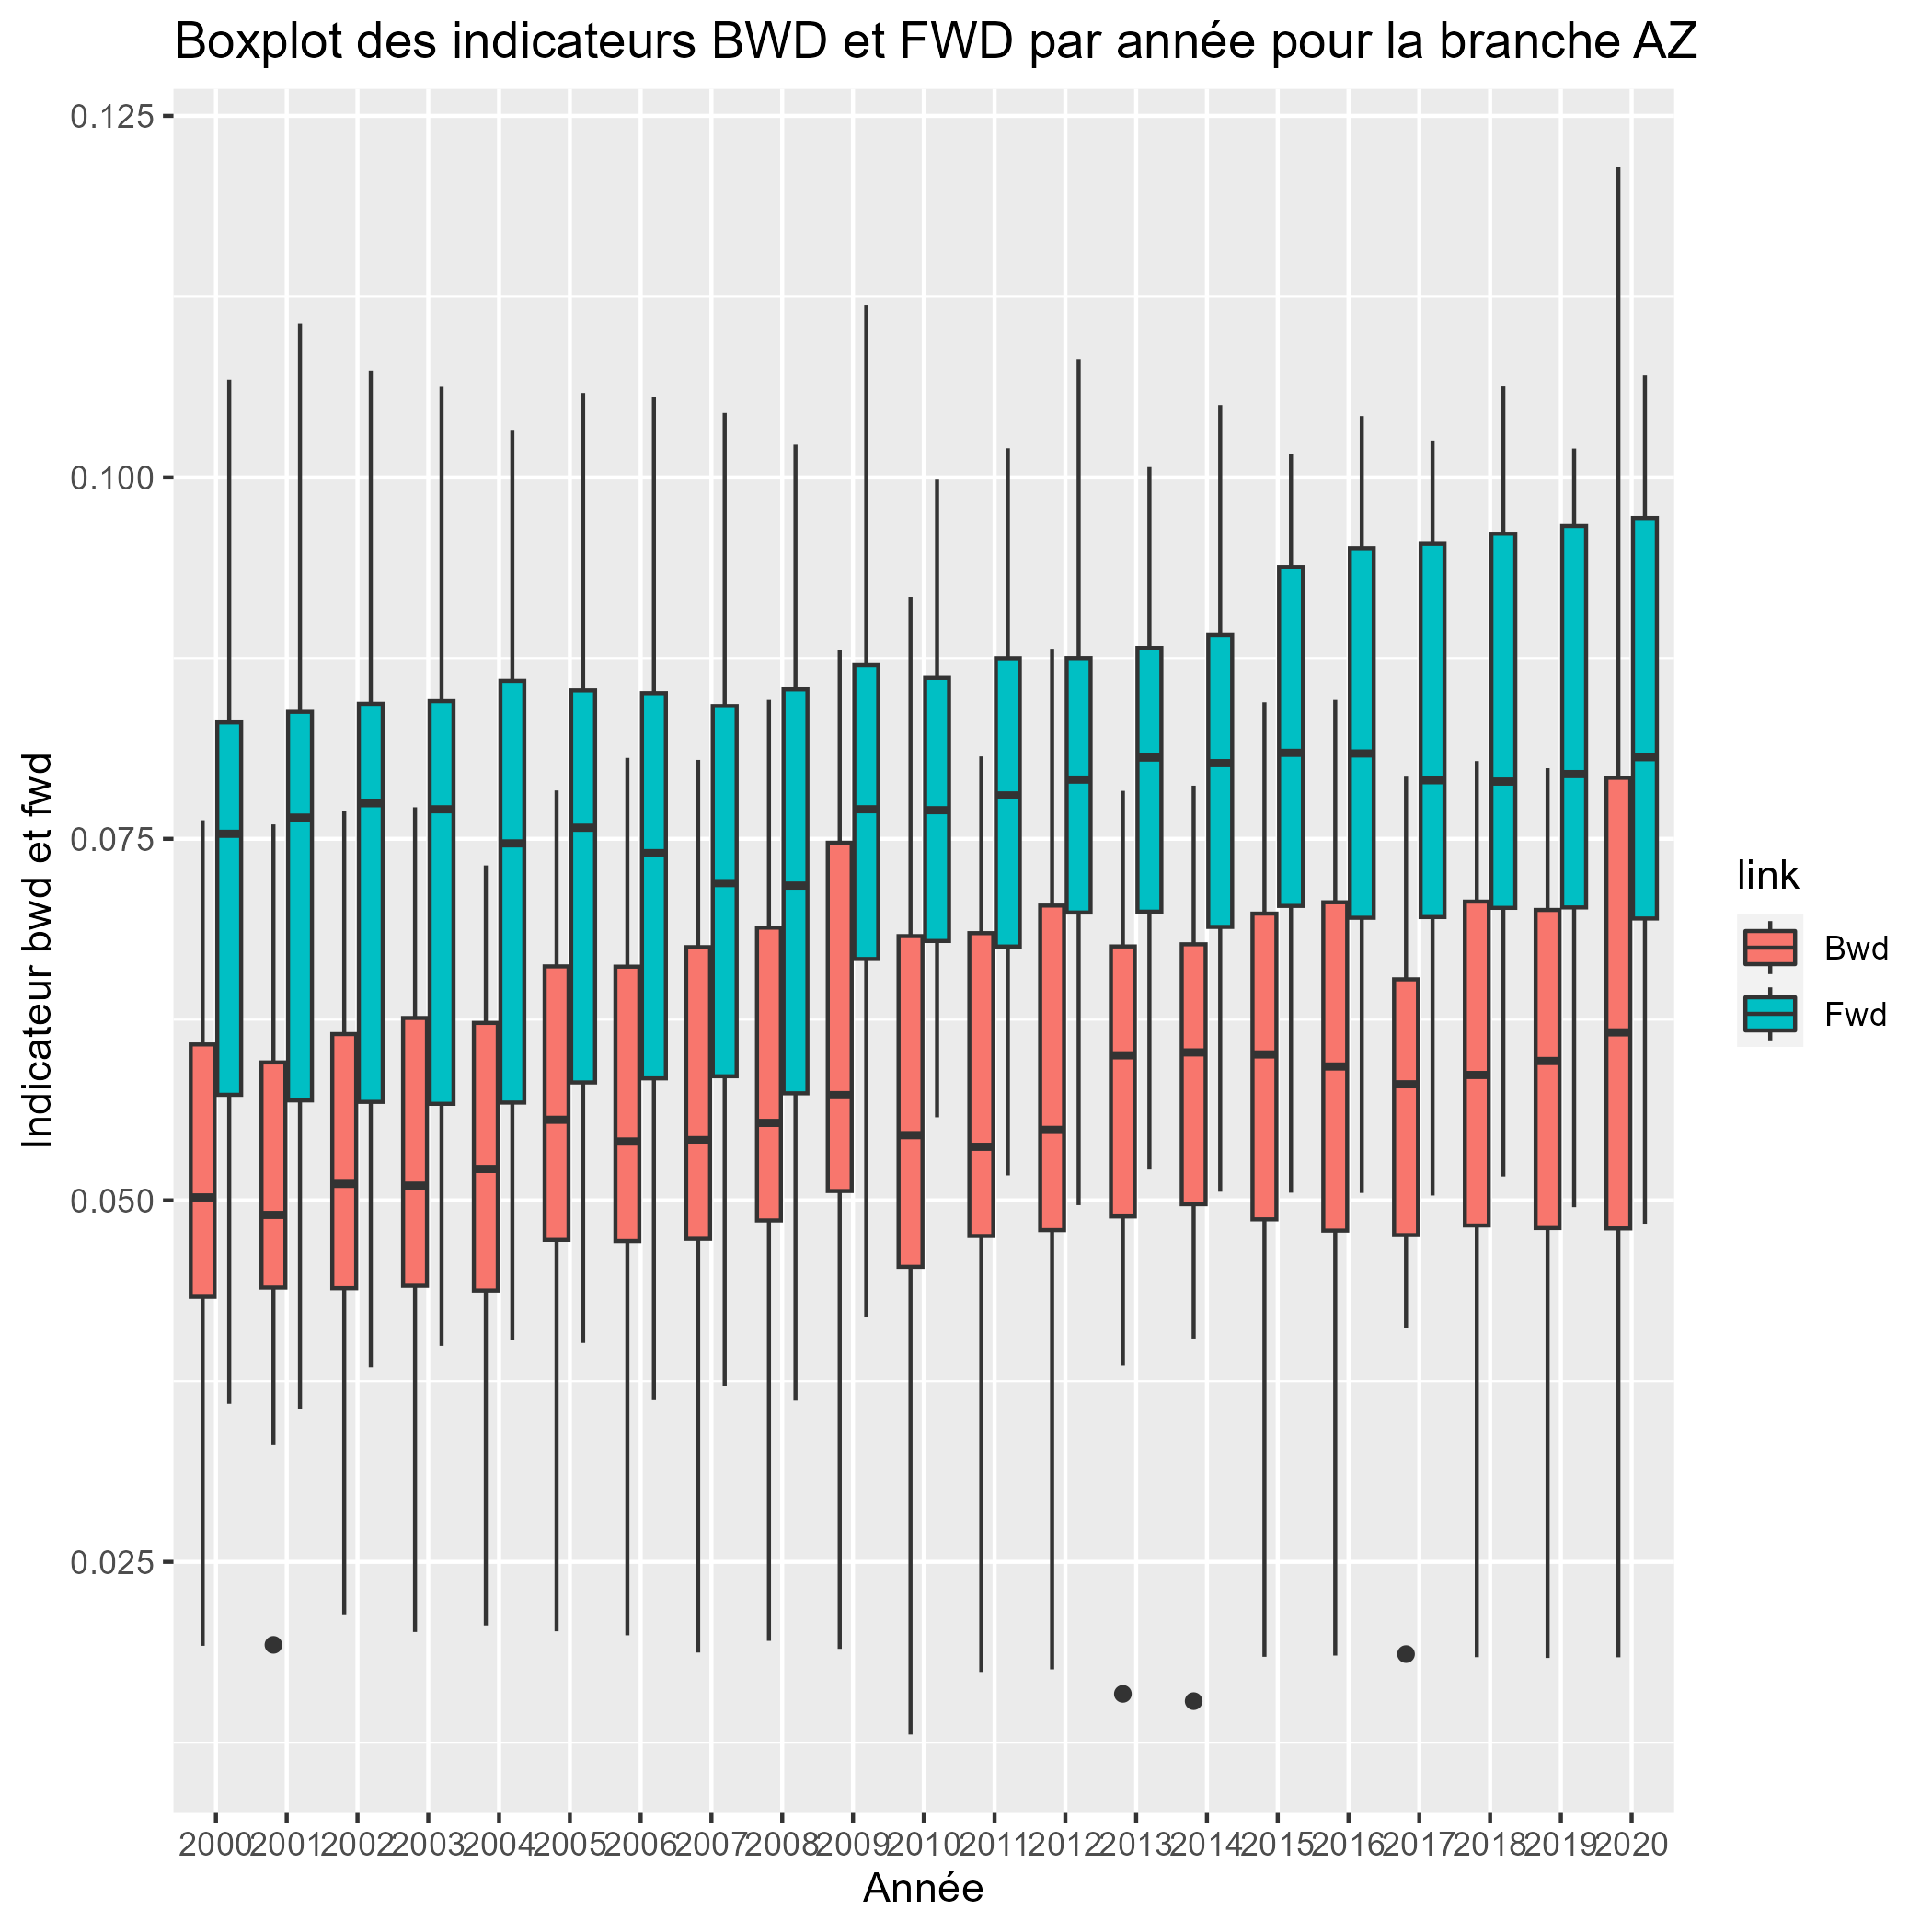 Boxplot des indicateurs BWD et FWD par année pour la branche AZ
0.125
0.100
0.075
0.050
0.025
Indicateur bwd et fwd
2000 2001 2002 2003 2004 2005 2006 2007 2008 2009 2010 2011 2012 2013 2014 2015 2016 2017 2018 2019 2020
Année
link
Bwd
Fwd